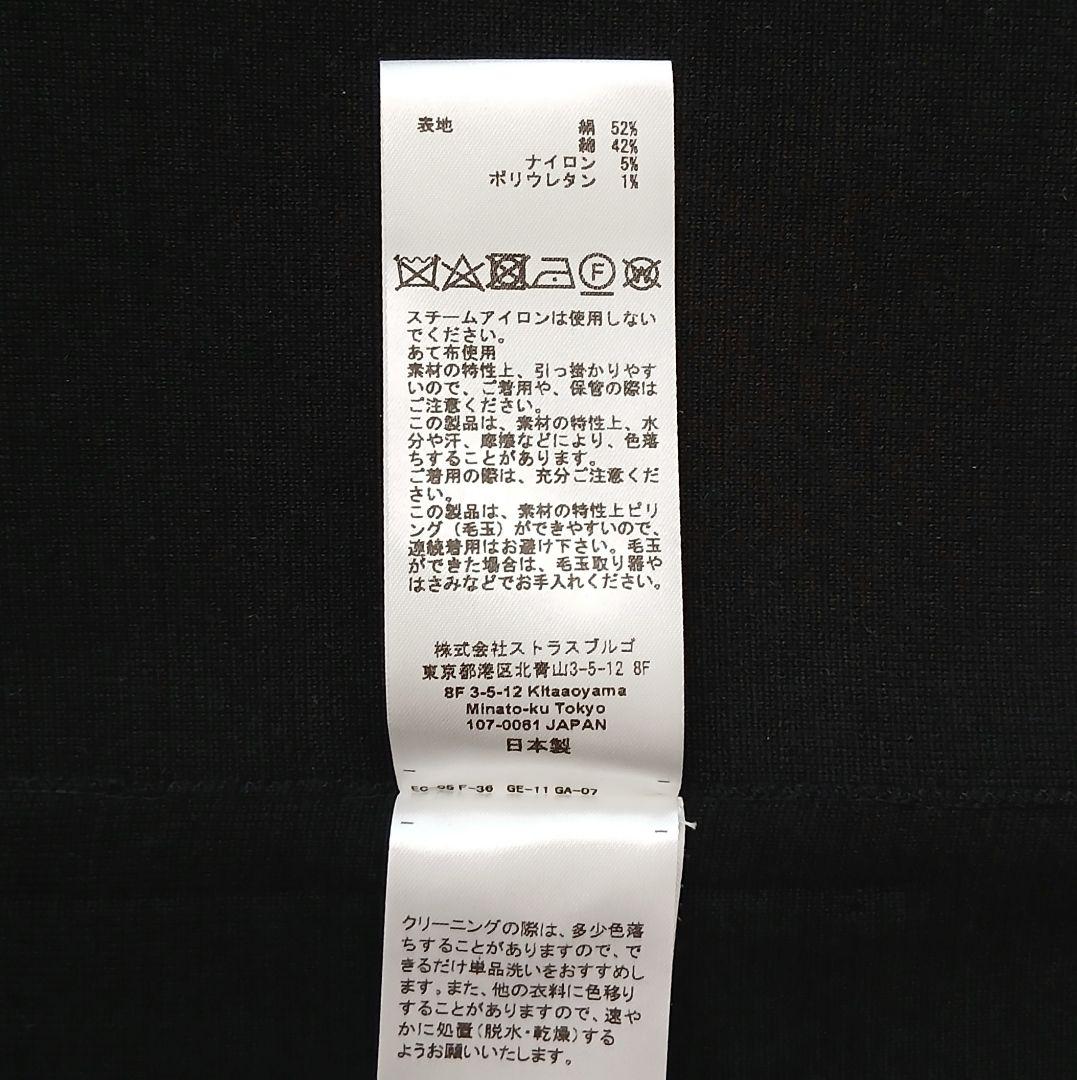 表地 絹 52%
綿 42%
ナイロン 5%
ポリウレタン 1%
F W
スチームアイロンは使用しない
でください。
あて布使用
素材の特性上、引っ掛かりやす
いので、ご着用や、保管の際は
ご注意ください。
この製品は、素材の特性上、水
分や汗、摩擦などにより、色落
ちすることがあります。
ご着用の際は、充分ご注意くだ
さい。
この製品は、素材の特性上ピリ
ング（毛玉）ができやすいので、
連続着用はお避け下さい。毛玉
ができた場合は、毛玉取り器や
はさみなどでお手入れください。
株式会社ストラスブルゴ
東京都港区北青山3-5-12 8F
8F 3-5-12 Kitaaoyama
Minato-ku Tokyo
107-0061 JAPAN
日本製
F-36 GE-11 GA-07
クリーニングの際は、多少色落
ちすることがありますので、で
きるだけ単品洗いをおすすめし
ます。また、他の衣料に色移り
することがありますので、速や
かに処置(脱水・乾燥)する
ようお願いいたします。